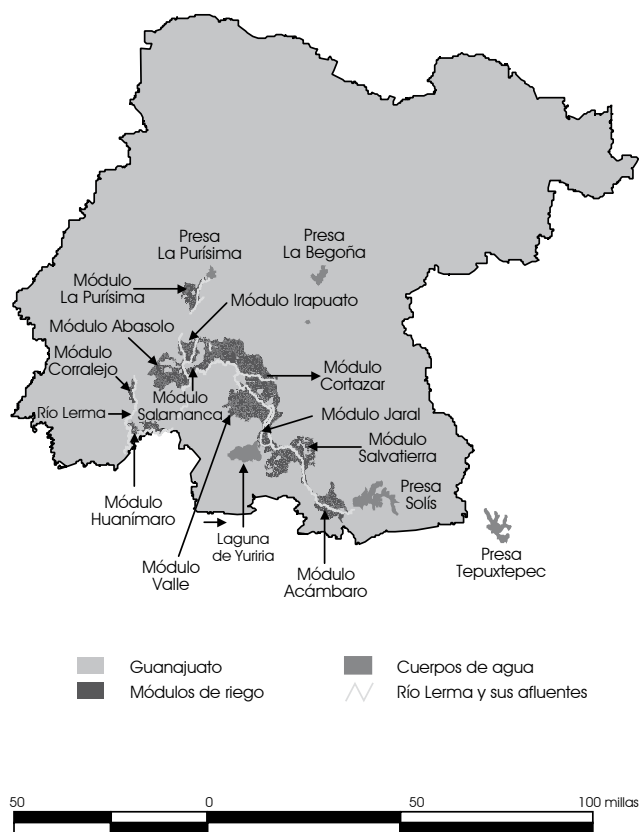 Presa
La Purísima
Presa
La Begoña
Módulo
La Purísima
Módulo Irapuato
Módulo Abasolo
Módulo
Corralejo
Módulo
Cortazar
Módulo
Salamanca
Río Lerma
Módulo Jaral
Módulo
Salvatierra
Presa
Solís
Módulo
Huanímaro
Laguna
de Yuriria
Módulo
Valle
Módulo
Acámbaro
Presa
Tepuxtepec
Guanajuato
Cuerpos de agua
Módulos de riego
Río Lerma y sus afluentes
50 0 50 100 millas